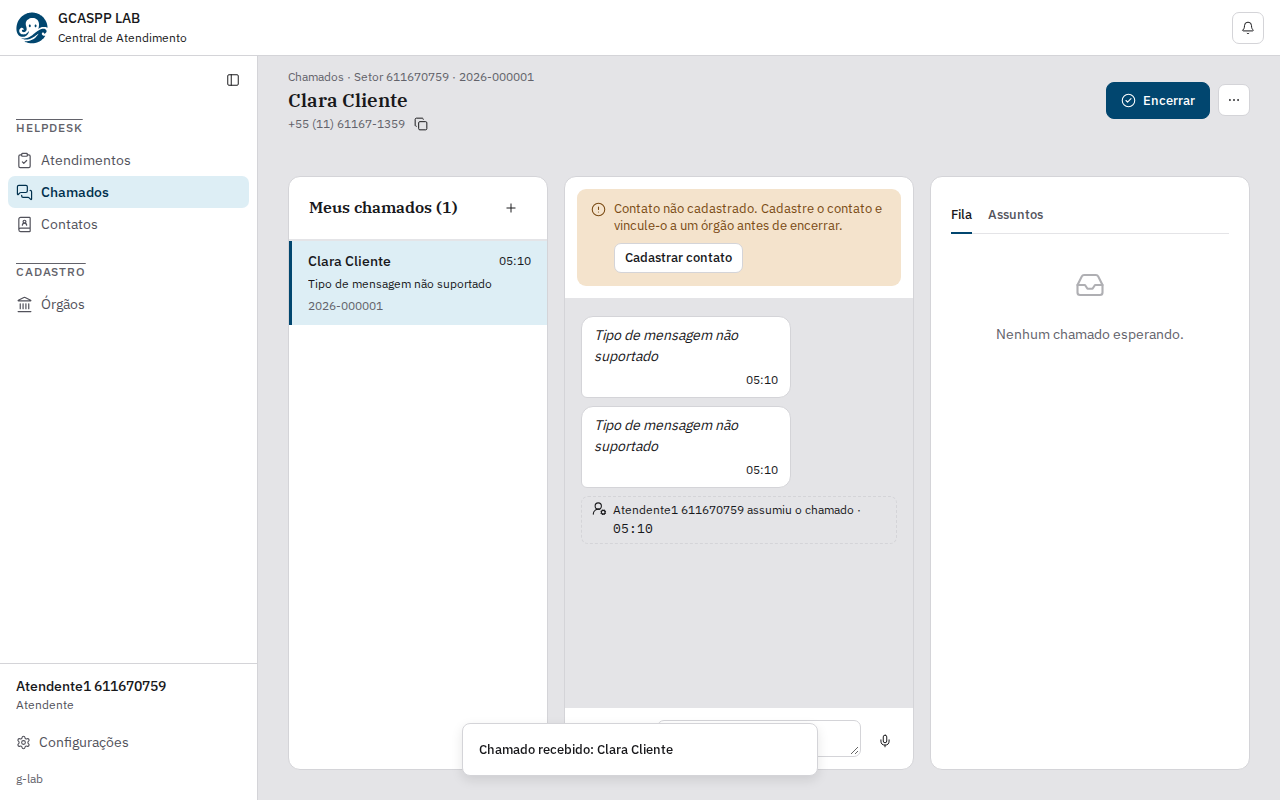 GCASPP LAB
Central de Atendimento
HELPDESK
Atendimentos
Chamados
Contatos
CADASTRO
Órgãos
Atendente1 611670759
Atendente
Configurações
g-lab
Chamados · Setor 611670759 · 2026-000001
Clara Cliente
+55 (11) 61167-1359
Encerrar
Meus chamados (1)
Clara Cliente 05:10
Tipo de mensagem não suportado
2026-000001
Contato não cadastrado. Cadastre o contato e
vincule-o a um órgão antes de encerrar.
Cadastrar contato
Tipo de mensagem não
suportado
05:10
Tipo de mensagem não
suportado
05:10
Atendente1 611670759 assumiu o chamado ·
05:10
Fila Assuntos
Nenhum chamado esperando.
Chamado recebido: Clara Cliente